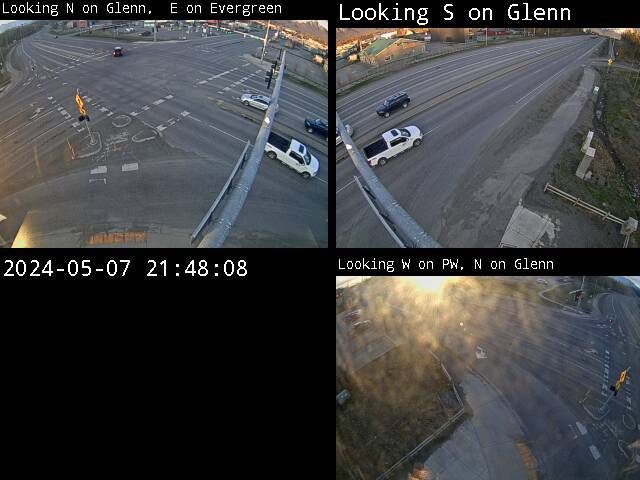 Looking N on Glenn,  E on Evergreen
Looking S on Glenn
2024-05-07 21:48:08
Looking W on PW, N on Glenn